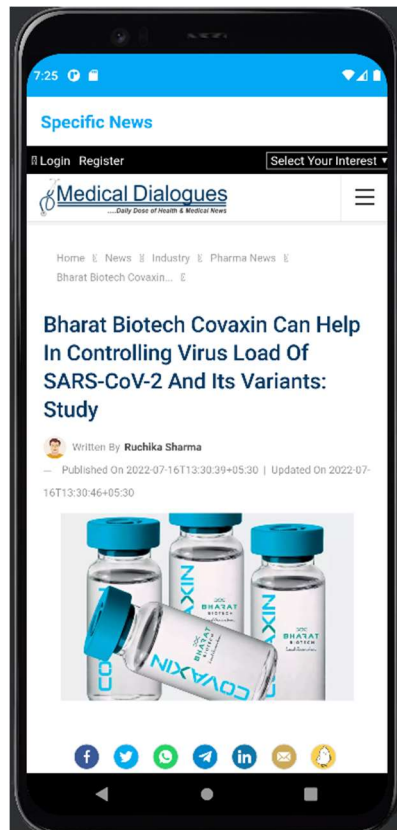 7:25
Specific News
Login Register
Select Your Interest
Medical Dialogues
....Daily Dose of Health & Medical News
Home News Industry Pharma News
Bharat Biotech Covaxin...
Bharat Biotech Covaxin Can Help
In Controlling Virus Load Of
SARS-CoV-2 And Its Variants:
Study
Written By Ruchika Sharma
— Published On 2022-07-16T13:30:39+05:30 | Updated On 2022-07-
16T13:30:46+05:30
COVAXIN
BHARAT
BIOTECH
COVAXIN
BHARAT
BIOTECH
COVAXIN
BHARAT
BIOTECH